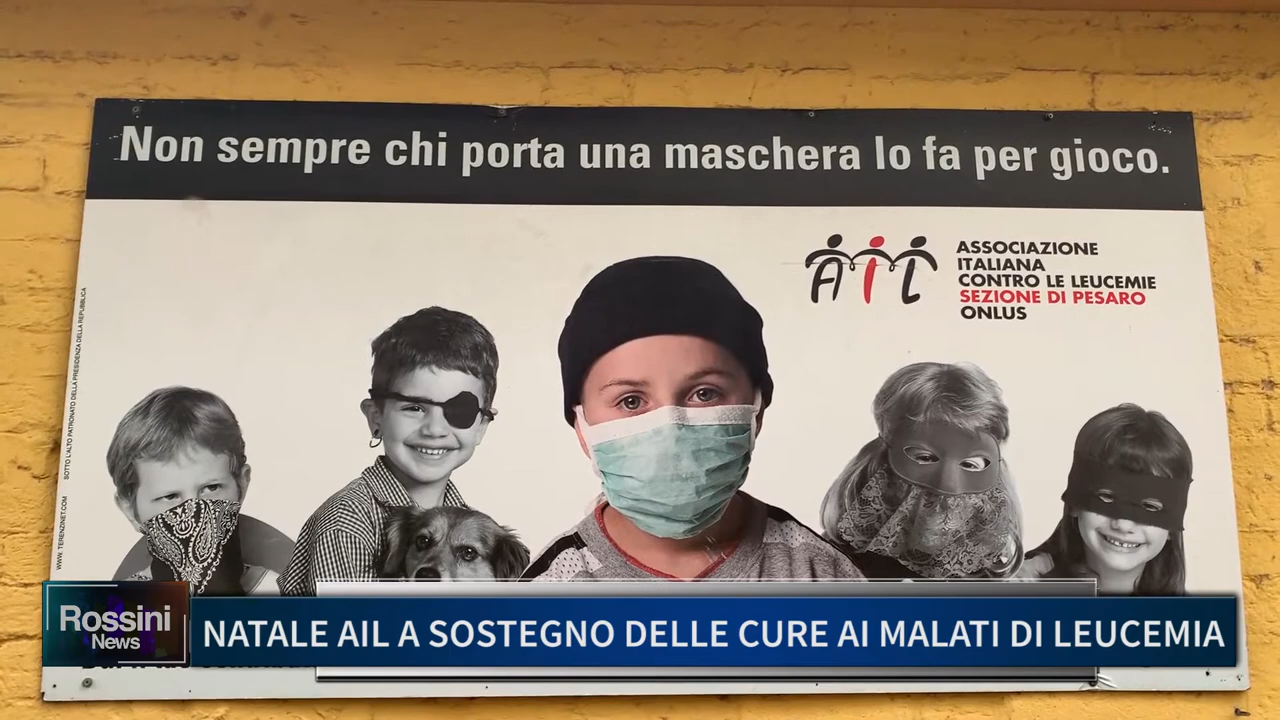 Non sempre chi porta una maschera lo fa per gioco.
AIL
ASSOCIAZIONE
ITALIANA
CONTRO LE LEUCEMIE
SEZIONE DI PESARO
ONLUS
SOTTO L'ALTO PATRONATO DELLA PRESIDENZA DELLA REPUBBLICA
WWW.TERENZINET.COM
Rossini
News
NATALE AIL A SOSTEGNO DELLE CURE AI MALATI DI LEUCEMIA